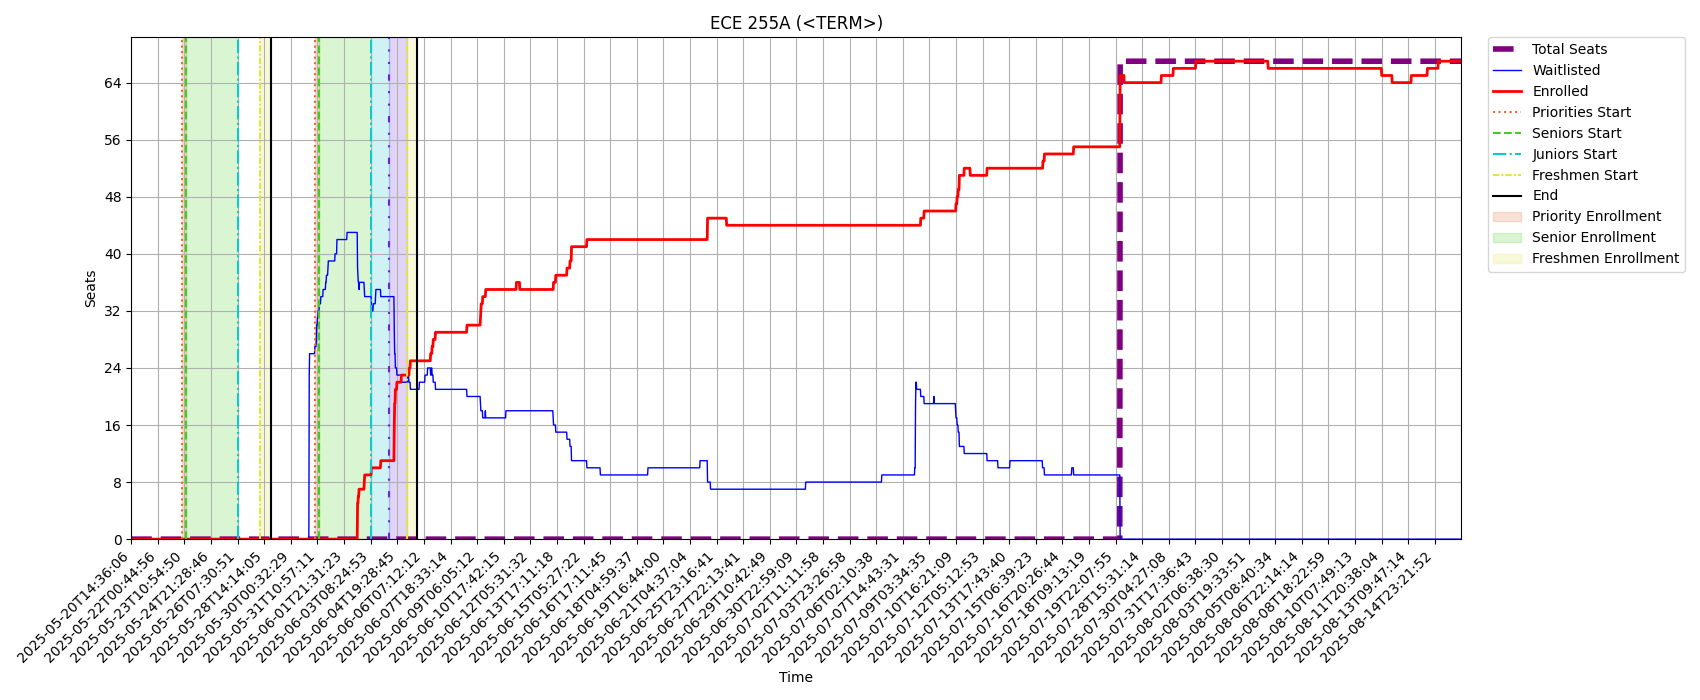 ECE 255A (<TERM>)
Total Seats
Waitlisted
Enrolled
Priorities Start
Seniors Start
Juniors Start
Freshmen Start
End
Priority Enrollment
Senior Enrollment
Freshmen Enrollment
Seats
64
56
48
40
32
24
16
8
0
2025-05-20T14:36:06
2025-05-22T00:44:56
2025-05-23T10:54:50
2025-05-24T21:28:46
2025-05-26T07:30:51
2025-05-28T14:14:05
2025-05-30T00:32:29
2025-05-31T10:57:11
2025-06-01T21:31:23
2025-06-03T08:24:53
2025-06-04T19:28:45
2025-06-06T07:12:12
2025-06-07T18:33:14
2025-06-09T06:05:12
2025-06-10T17:42:15
2025-06-12T05:31:32
2025-06-13T17:11:18
2025-06-15T05:27:22
2025-06-16T17:11:45
2025-06-18T04:59:37
2025-06-19T16:44:00
2025-06-21T04:37:04
2025-06-25T23:16:41
2025-06-27T22:13:41
2025-06-29T10:42:49
2025-06-30T22:59:09
2025-07-02T11:11:58
2025-07-03T23:26:58
2025-07-06T02:10:38
2025-07-07T14:43:31
2025-07-09T03:34:35
2025-07-10T16:21:09
2025-07-12T05:12:53
2025-07-13T17:43:40
2025-07-15T06:39:23
2025-07-16T20:26:44
2025-07-18T09:13:19
2025-07-19T22:07:55
2025-07-28T15:31:14
2025-07-30T04:27:08
2025-07-31T17:36:43
2025-08-02T06:38:30
2025-08-03T19:33:51
2025-08-05T08:40:34
2025-08-06T22:14:14
2025-08-08T18:22:59
2025-08-10T07:49:13
2025-08-11T20:38:04
2025-08-13T09:47:14
2025-08-14T23:21:52
Time